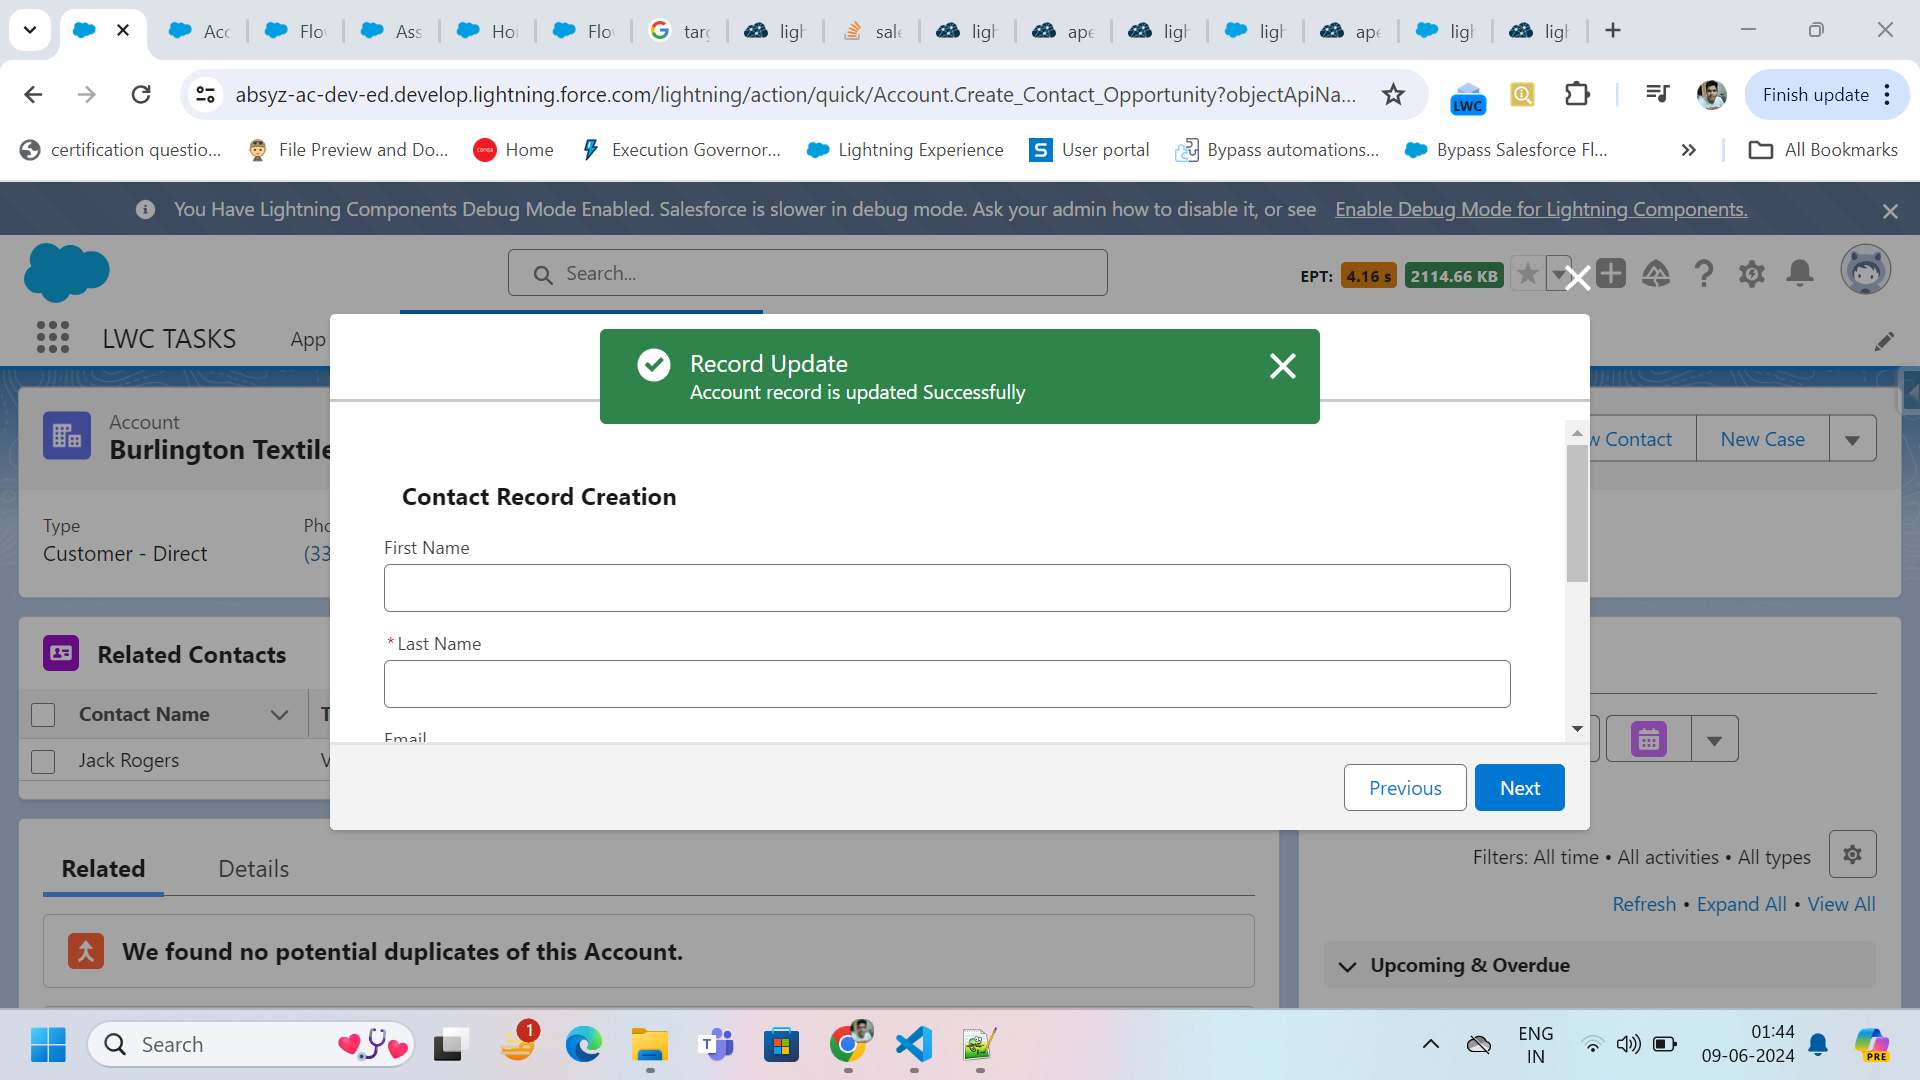 Acc
Flo
Ass
Ho
Flo
targ
ligh
sale
ligh
ape
ligh
ligh
ape
ligh
ligh
absyz-ac-dev-ed.develop.lightning.force.com/lightning/action/quick/Account.Create_Contact_Opportunity?objectApiNa...
LWC
Finish update
certification questio...
File Preview and Do...
conga
Home
Execution Governor...
Lightning Experience
S
User portal
Bypass automations...
Bypass Salesforce Fl...
All Bookmarks
You Have Lightning Components Debug Mode Enabled. Salesforce is slower in debug mode. Ask your admin how to disable it, or see Enable Debug Mode for Lightning Components.
Search...
EPT: 4.16 s 2114.66 KB
LWC TASKS
App
Record Update
Account record is updated Successfully
Account
Burlington Textile
w Contact
New Case
Contact Record Creation
Type
Pho
Customer - Direct
(33
First Name
*Last Name
Email
Related Contacts
Contact Name
T
Jack Rogers
V
Previous
Next
Related
Details
Filters: All time • All activities • All types
Refresh • Expand All • View All
We found no potential duplicates of this Account.
Upcoming & Overdue
Search
1
T
ENG
IN
01:44
09-06-2024
PRE